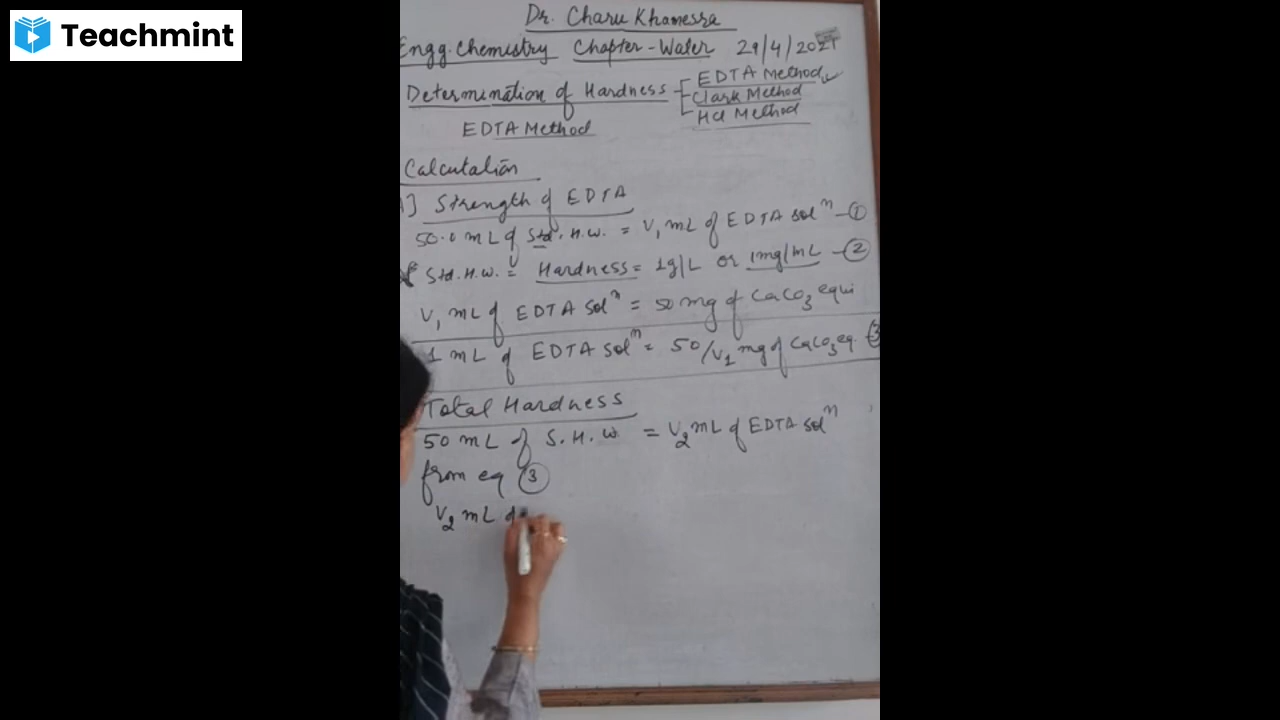 Teachmint
Dr. Charu Khamesra
Engg. Chemistry Chapter-Water 29/4/2021
Determination of Hardness
EDTA Method
Clark Method
HCl Method
EDTA Method
Calculation
A] Strength of EDTA
50.0 mL of Std. H.W. = V1 mL of EDTA solⁿ - ①
Std. H.W. = Hardness = 1g/L or 1mg/mL - ②
V1 mL of EDTA solⁿ = 50 mg of CaCO3 equi
1 mL of EDTA solⁿ = 50/V1 mg of CaCO3 eq. ③
Total Hardness
50 mL of S.H.W. = V2 mL of EDTA solⁿ
from eq ③
V2 mL of